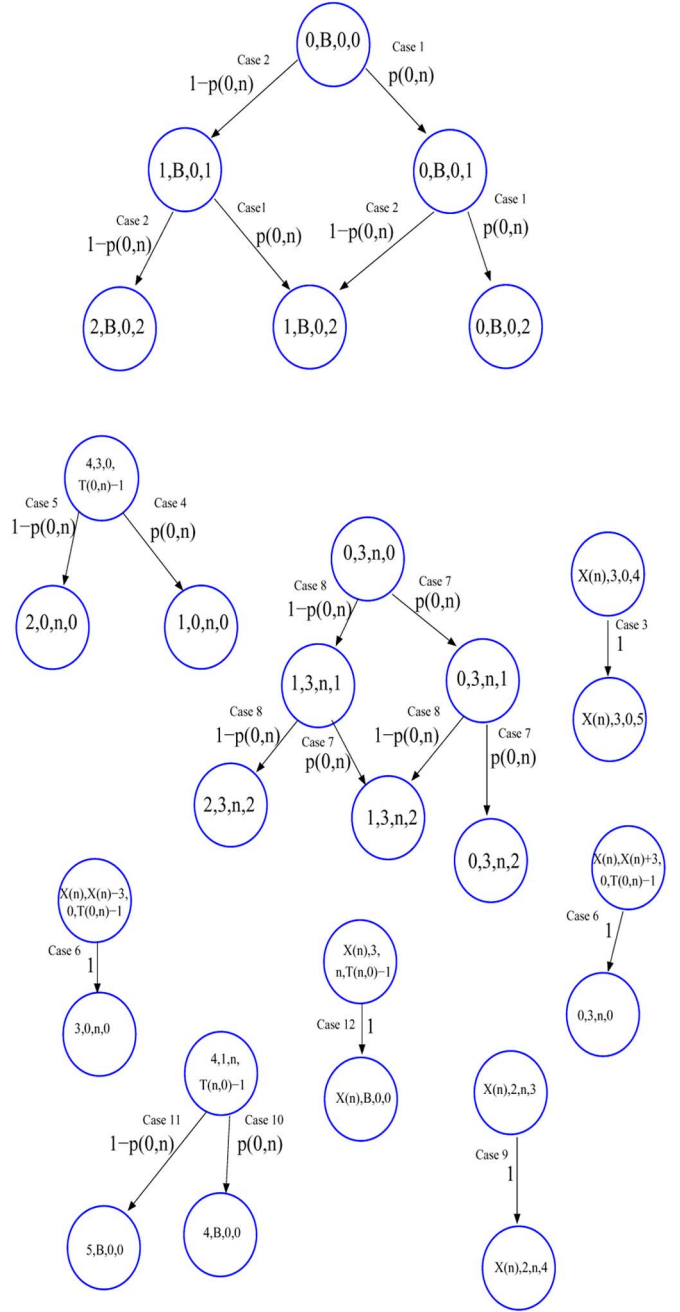 0,B,0,0
Case 2
1−p(0,n)
Case 1
p(0,n)
1,B,0,1
0,B,0,1
Case 2
1−p(0,n)
Case1
p(0,n)
Case 2
1−p(0,n)
Case 1
p(0,n)
2,B,0,2
1,B,0,2
0,B,0,2
4,3,0,
T(0,n)−1
Case 5
1−p(0,n)
Case 4
p(0,n)
2,0,n,0
1,0,n,0
0,3,n,0
Case 8
1−p(0,n)
Case 7
p(0,n)
1,3,n,1
0,3,n,1
Case 8
1−p(0,n)
Case 7
p(0,n)
Case 8
1−p(0,n)
Case 7
p(0,n)
2,3,n,2
1,3,n,2
0,3,n,2
X(n),3,0,4
Case 3
1
X(n),3,0,5
X(n),X(n)−3,
0,T(0,n)−1
Case 6
1
3,0,n,0
X(n),X(n)+3,
0,T(0,n)−1
Case 6
1
0,3,n,0
X(n),3,
n,T(n,0)−1
Case 12
1
X(n),B,0,0
4,1,n,
T(n,0)−1
Case 11
1−p(0,n)
Case 10
p(0,n)
5,B,0,0
4,B,0,0
X(n),2,n,3
Case 9
1
X(n),2,n,4